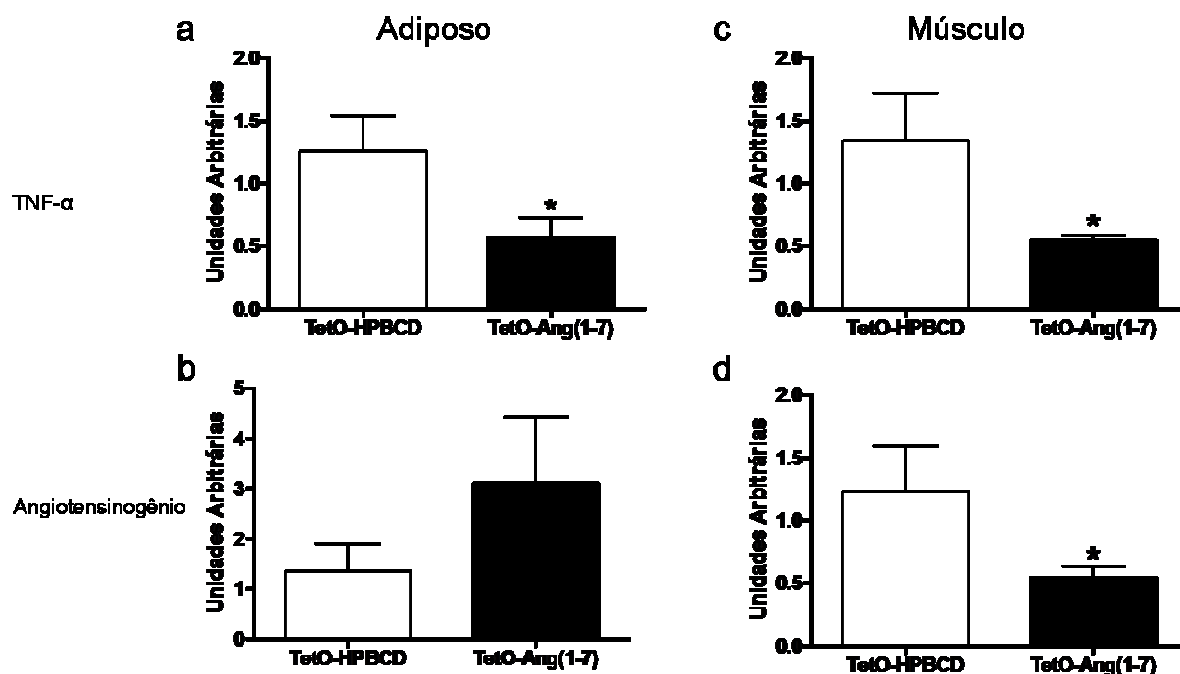 a Adiposo
c Músculo
TNF-α
Unidades Arbitrárias
2.0
1.5
1.0
0.5
0.0
*
TetO-HPBCD TetO-Ang(1-7)
Unidades Arbitrárias
2.0
1.5
1.0
0.5
0.0
*
TetO-HPBCD TetO-Ang(1-7)
Angiotensinogênio
b
Unidades Arbitrárias
5
4
3
2
1
0
TetO-HPBCD TetO-Ang(1-7)
d
Unidades Arbitrárias
2.0
1.5
1.0
0.5
0.0
*
TetO-HPBCD TetO-Ang(1-7)